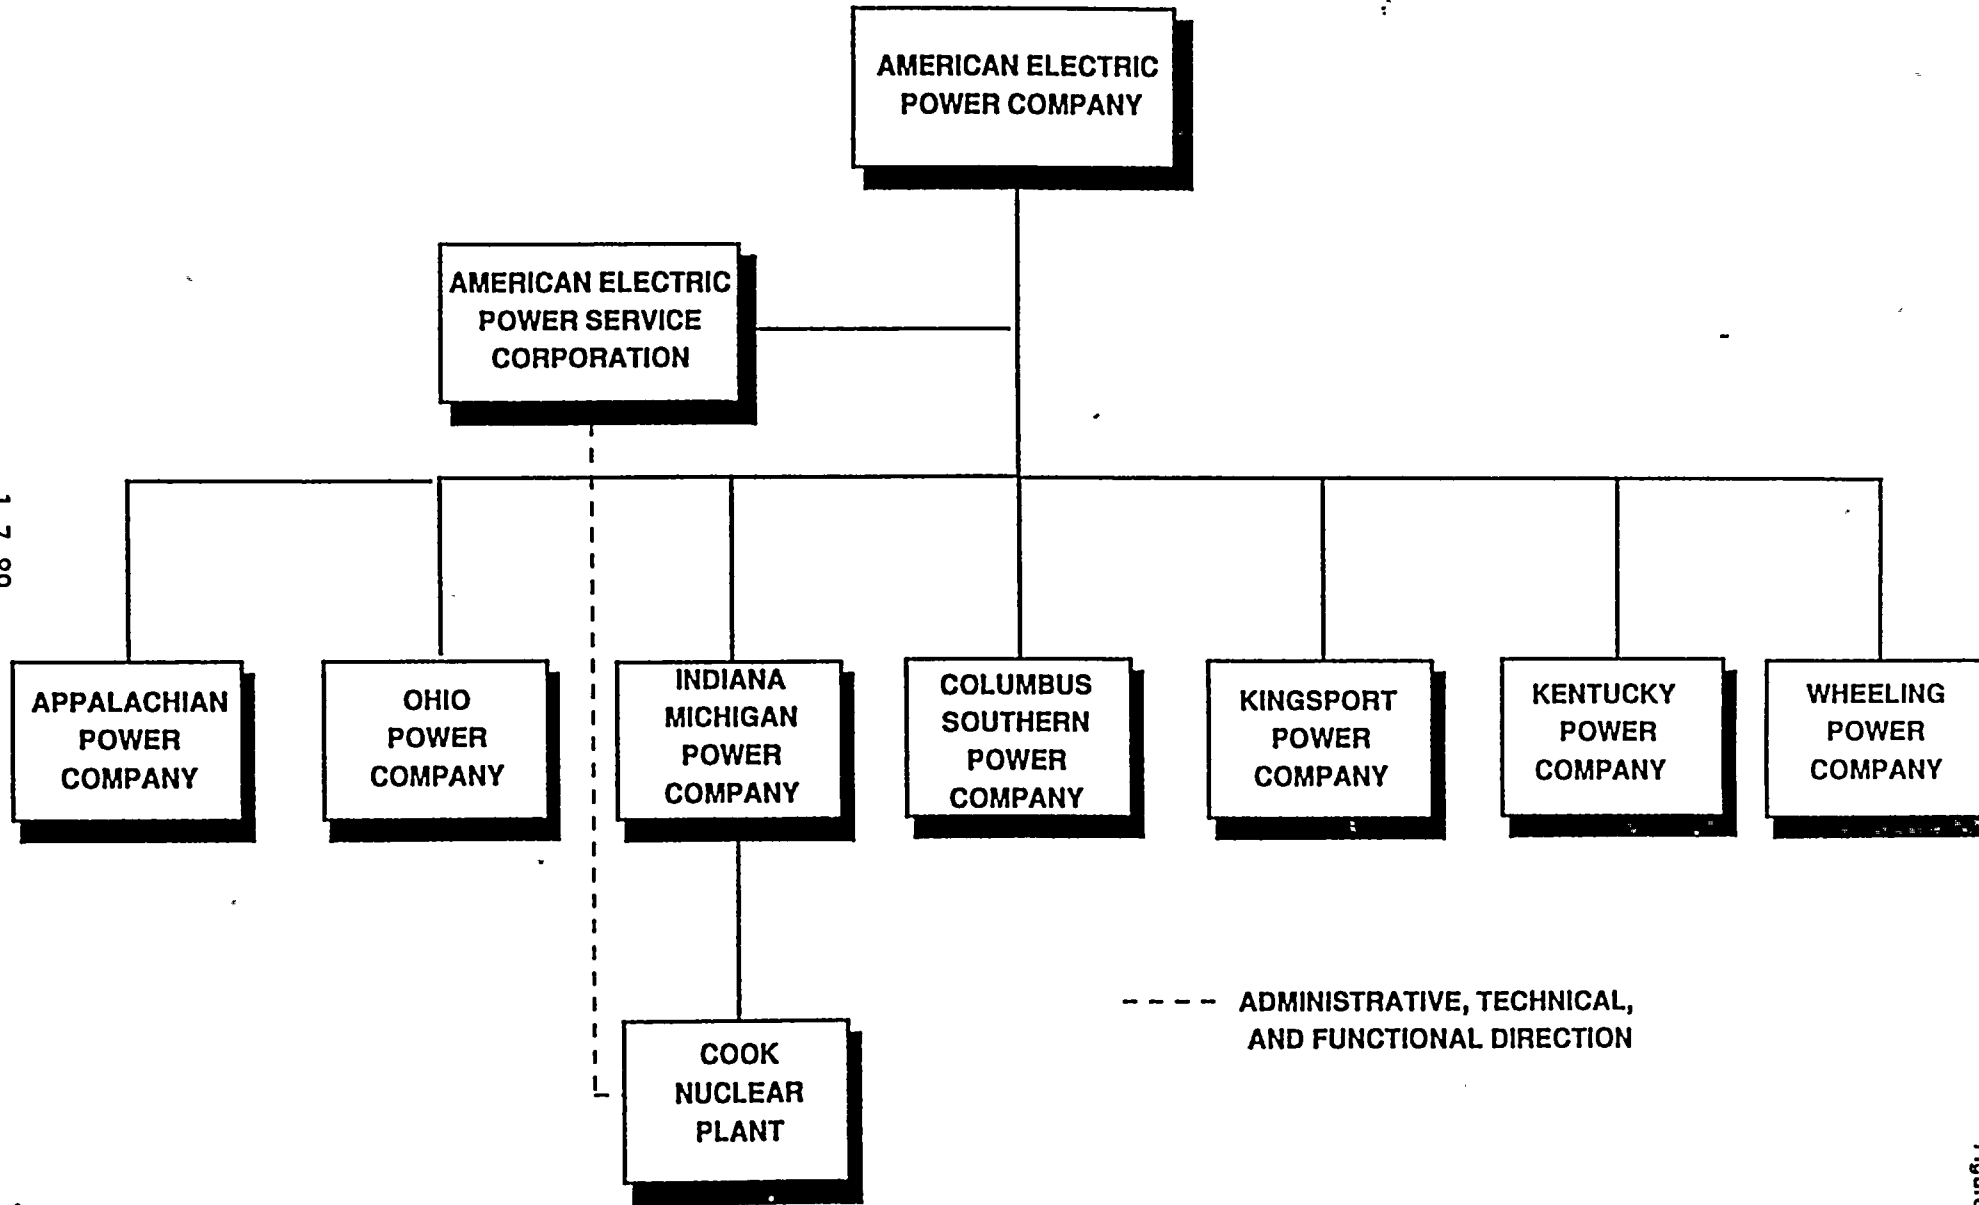 AMERICAN ELECTRIC
POWER COMPANY
AMERICAN ELECTRIC
POWER SERVICE
CORPORATION
APPALACHIAN
POWER
COMPANY
OHIO
POWER
COMPANY
INDIANA
MICHIGAN
POWER
COMPANY
COLUMBUS
SOUTHERN
POWER
COMPANY
KINGSPORT
POWER
COMPANY
KENTUCKY
POWER
COMPANY
WHEELING
POWER
COMPANY
COOK
NUCLEAR
PLANT
---- ADMINISTRATIVE, TECHNICAL,
AND FUNCTIONAL DIRECTION